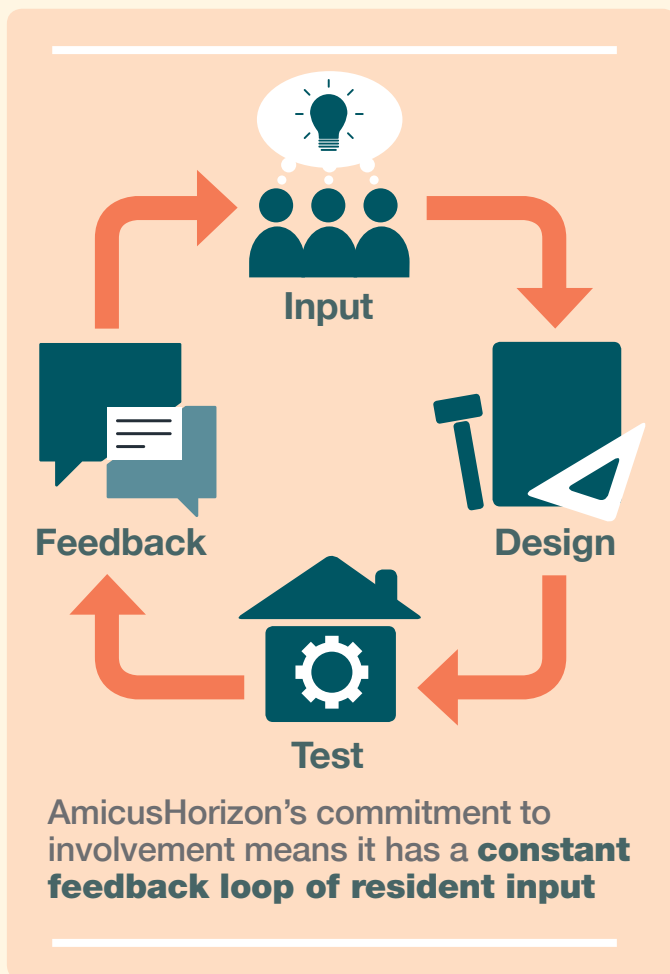 Input
Feedback
Design
Test
AmicusHorizon’s commitment to
involvement means it has a constant
feedback loop of resident input